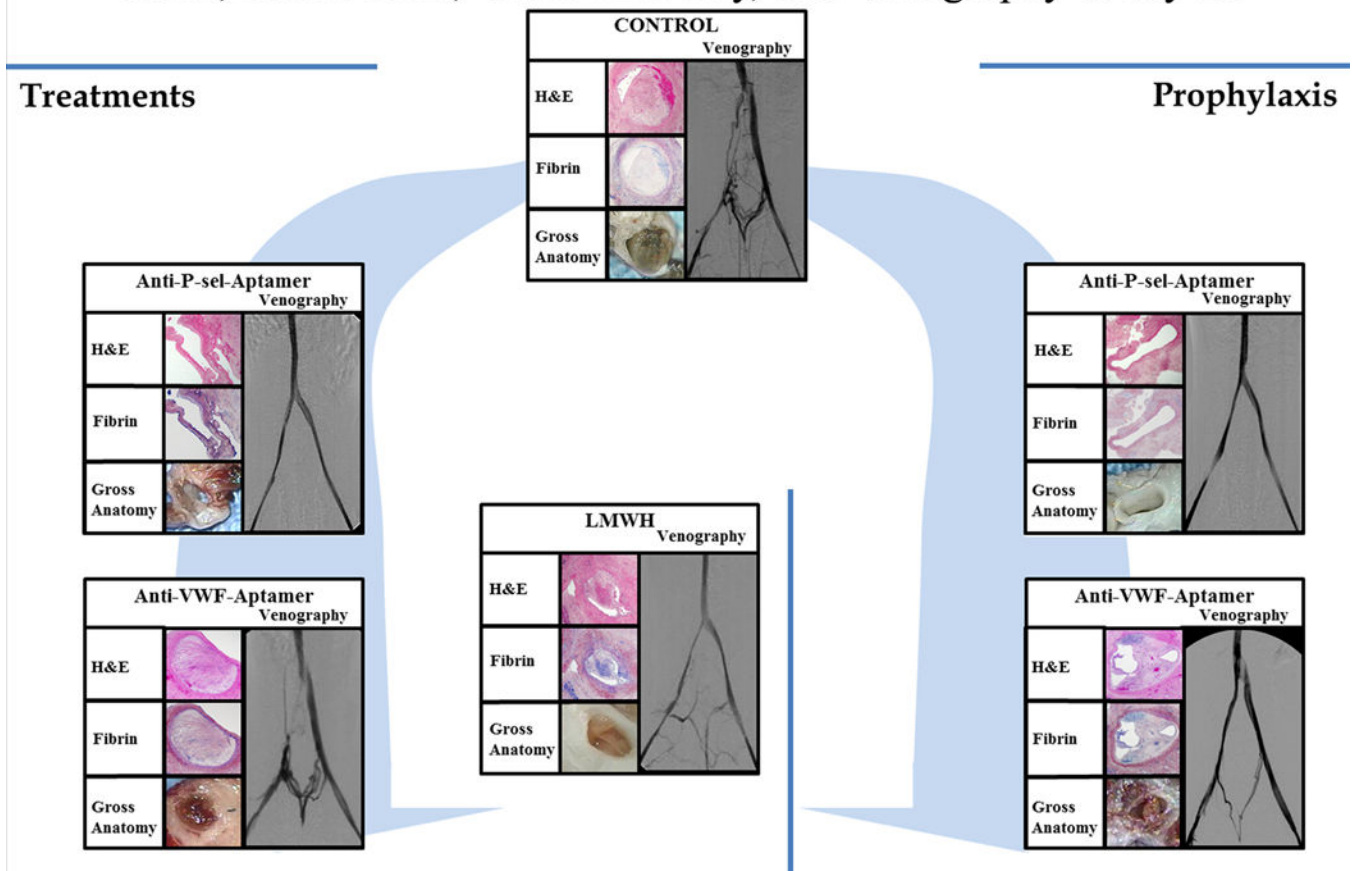 CONTROL
Venography
H&E
Fibrin
Gross
Anatomy
Treatments
Prophylaxis
Anti-P-sel-Aptamer
Venography
H&E
Fibrin
Gross
Anatomy
Anti-P-sel-Aptamer
Venography
H&E
Fibrin
Gross
Anatomy
LMWH
Venography
H&E
Fibrin
Gross
Anatomy
Anti-VWF-Aptamer
Venography
H&E
Fibrin
Gross
Anatomy
Anti-VWF-Aptamer
Venography
H&E
Fibrin
Gross
Anatomy